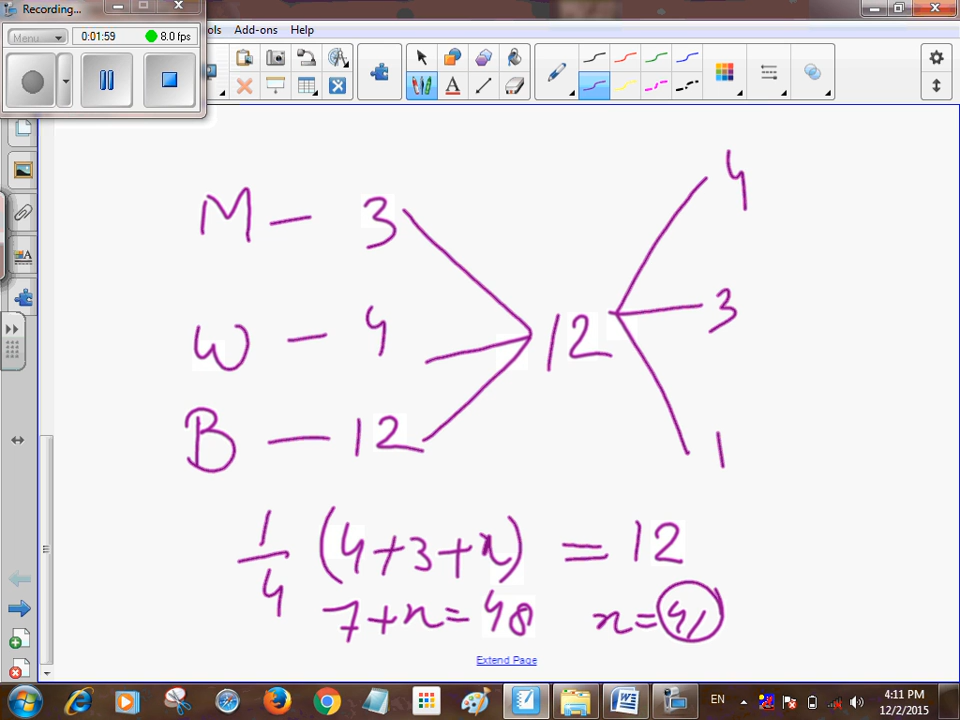 Recording...
Menu
0:01:59
8.0 fps
ols Add-ons Help
M - 3
W - 4
B - 12
12
4
3
1
1/4 (4+3+x) = 12
7+x=48 x=41
Extend Page
EN
4:11 PM
12/2/2015